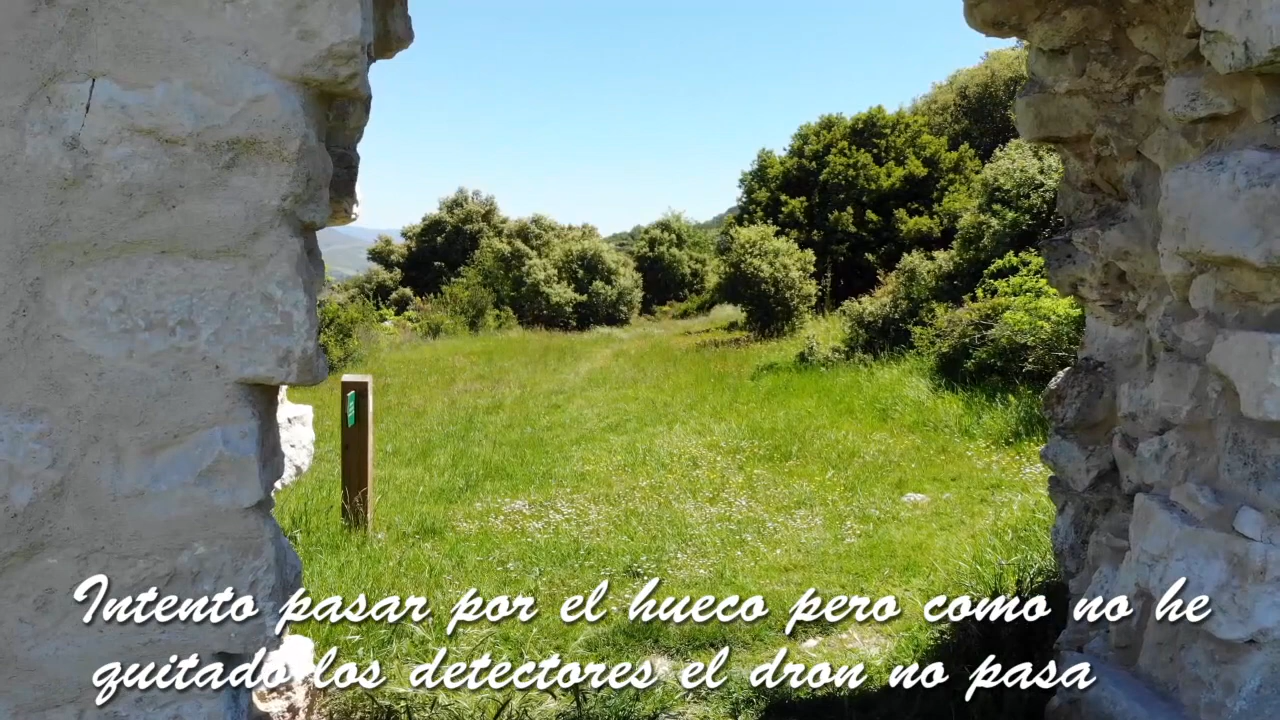 Intento pasar por el hueco pero como no he
quitado los detectores el dron no pasa